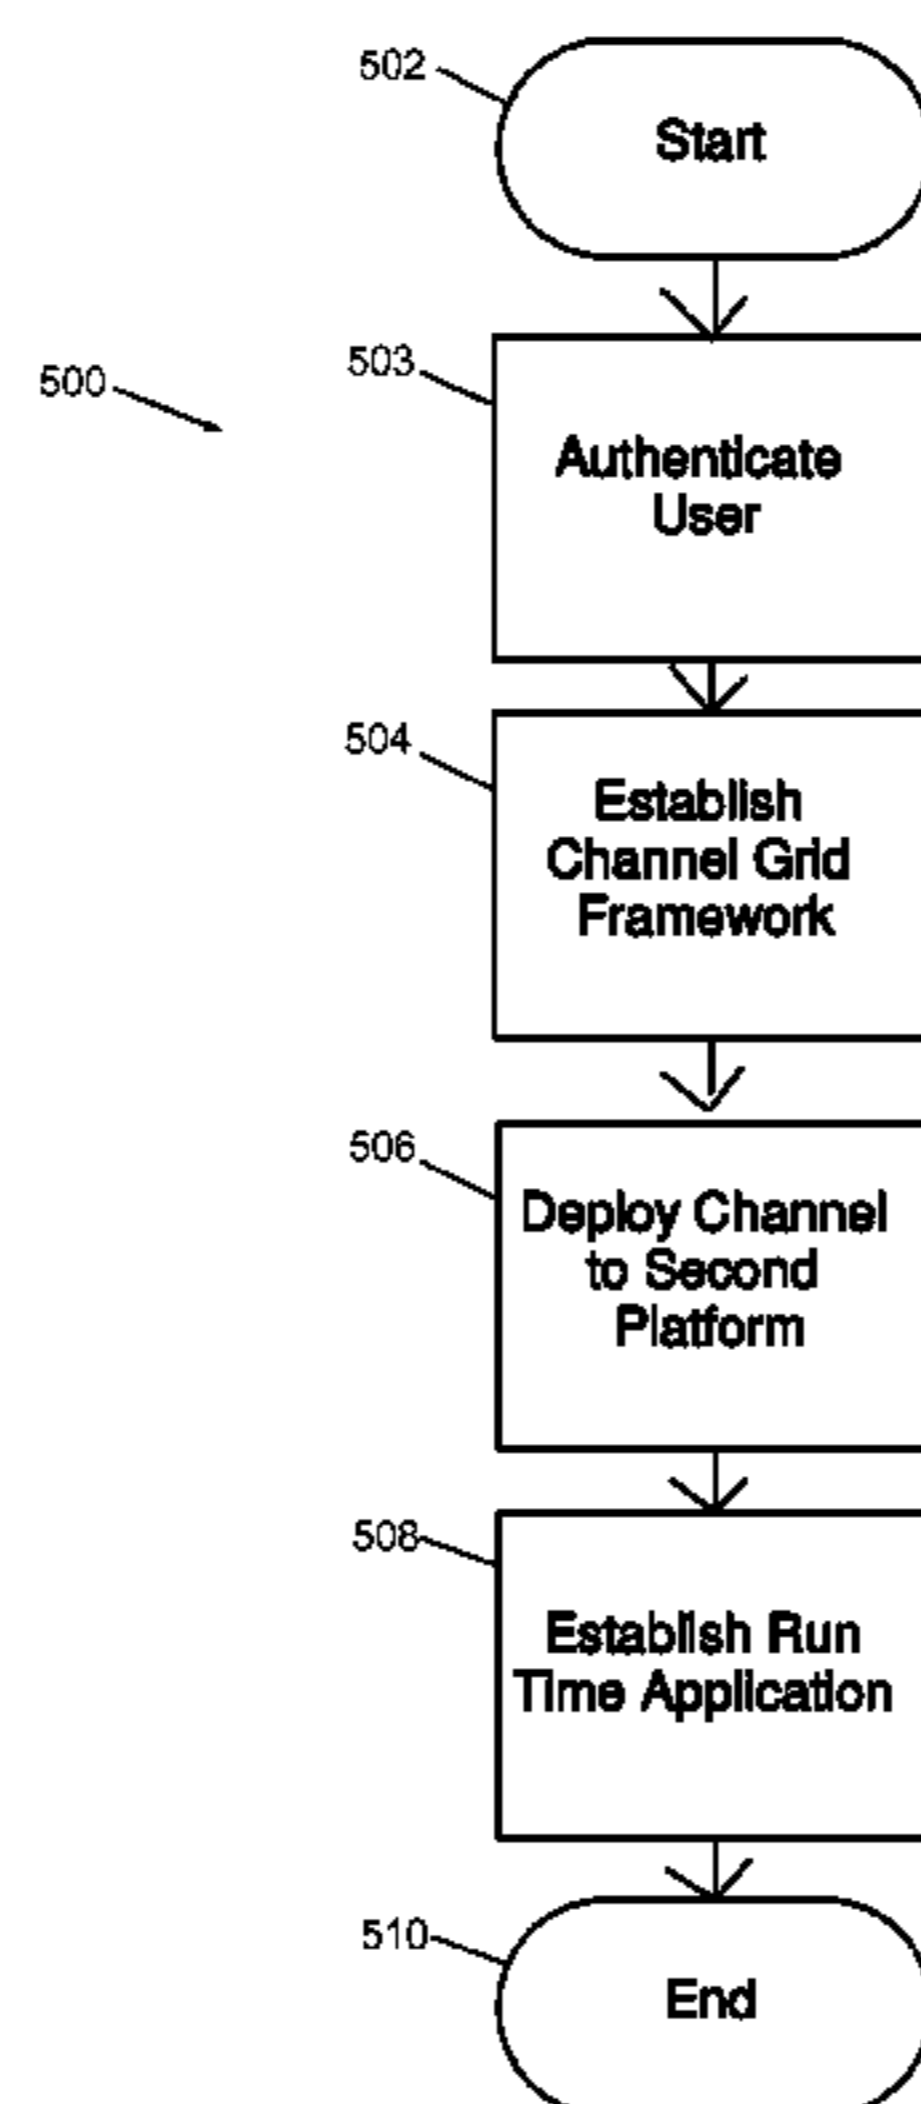 502
Start
500
503
Authenticate
User
504
Establish
Channel Grid
Framework
506
Deploy Channel
to Second
Platform
508
Establish Run
Time Application
510
End